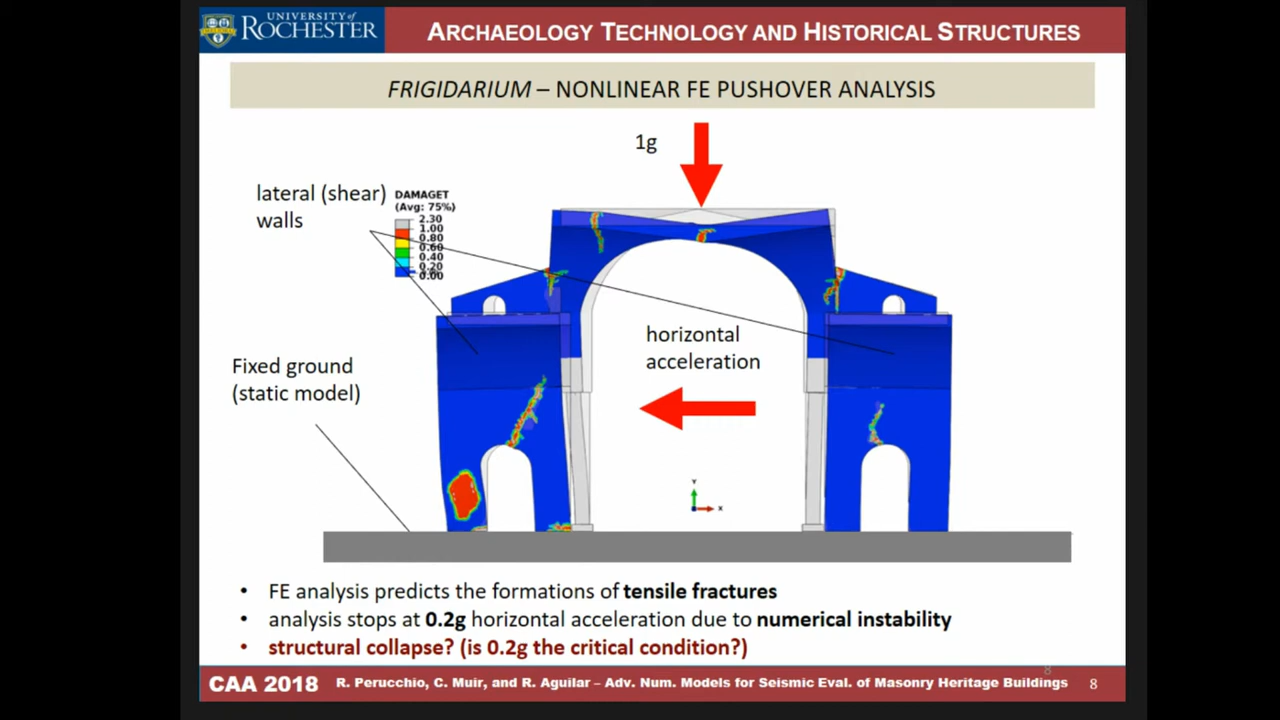 UNIVERSITY of
ROCHESTER
ARCHAEOLOGY TECHNOLOGY AND HISTORICAL STRUCTURES
FRIGIDARIUM – NONLINEAR FE PUSHOVER ANALYSIS
1g
lateral (shear)
walls
DAMAGET
(Avg: 75%)
2.30
1.00
0.80
0.60
0.40
0.20
0.00
horizontal
acceleration
Fixed ground
(static model)
Y
X
• FE analysis predicts the formations of tensile fractures
• analysis stops at 0.2g horizontal acceleration due to numerical instability
• structural collapse? (is 0.2g the critical condition?)
8
CAA 2018 R. Perucchio, C. Muir, and R. Aguilar – Adv. Num. Models for Seismic Eval. of Masonry Heritage Buildings 8